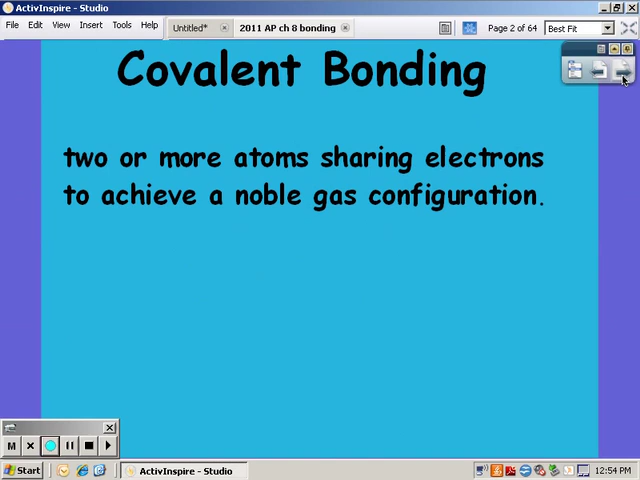 ActivInspire - Studio
File Edit View Insert Tools Help
Untitled*
2011 AP ch 8 bonding
Page 2 of 64
Best Fit
Covalent Bonding
two or more atoms sharing electrons
to achieve a noble gas configuration.
M
Start
ActivInspire - Studio
12:54 PM